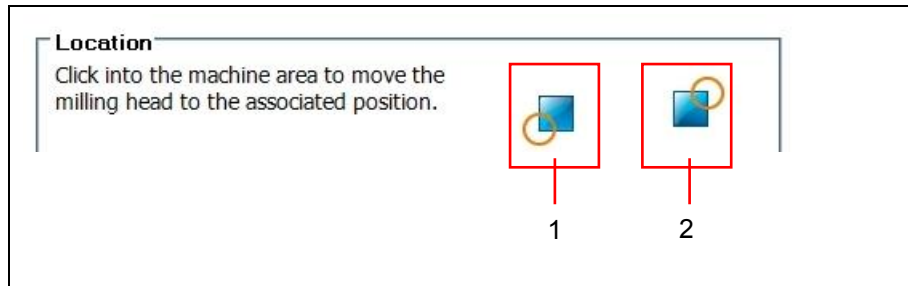 Location
Click into the machine area to move the
milling head to the associated position.
1
2